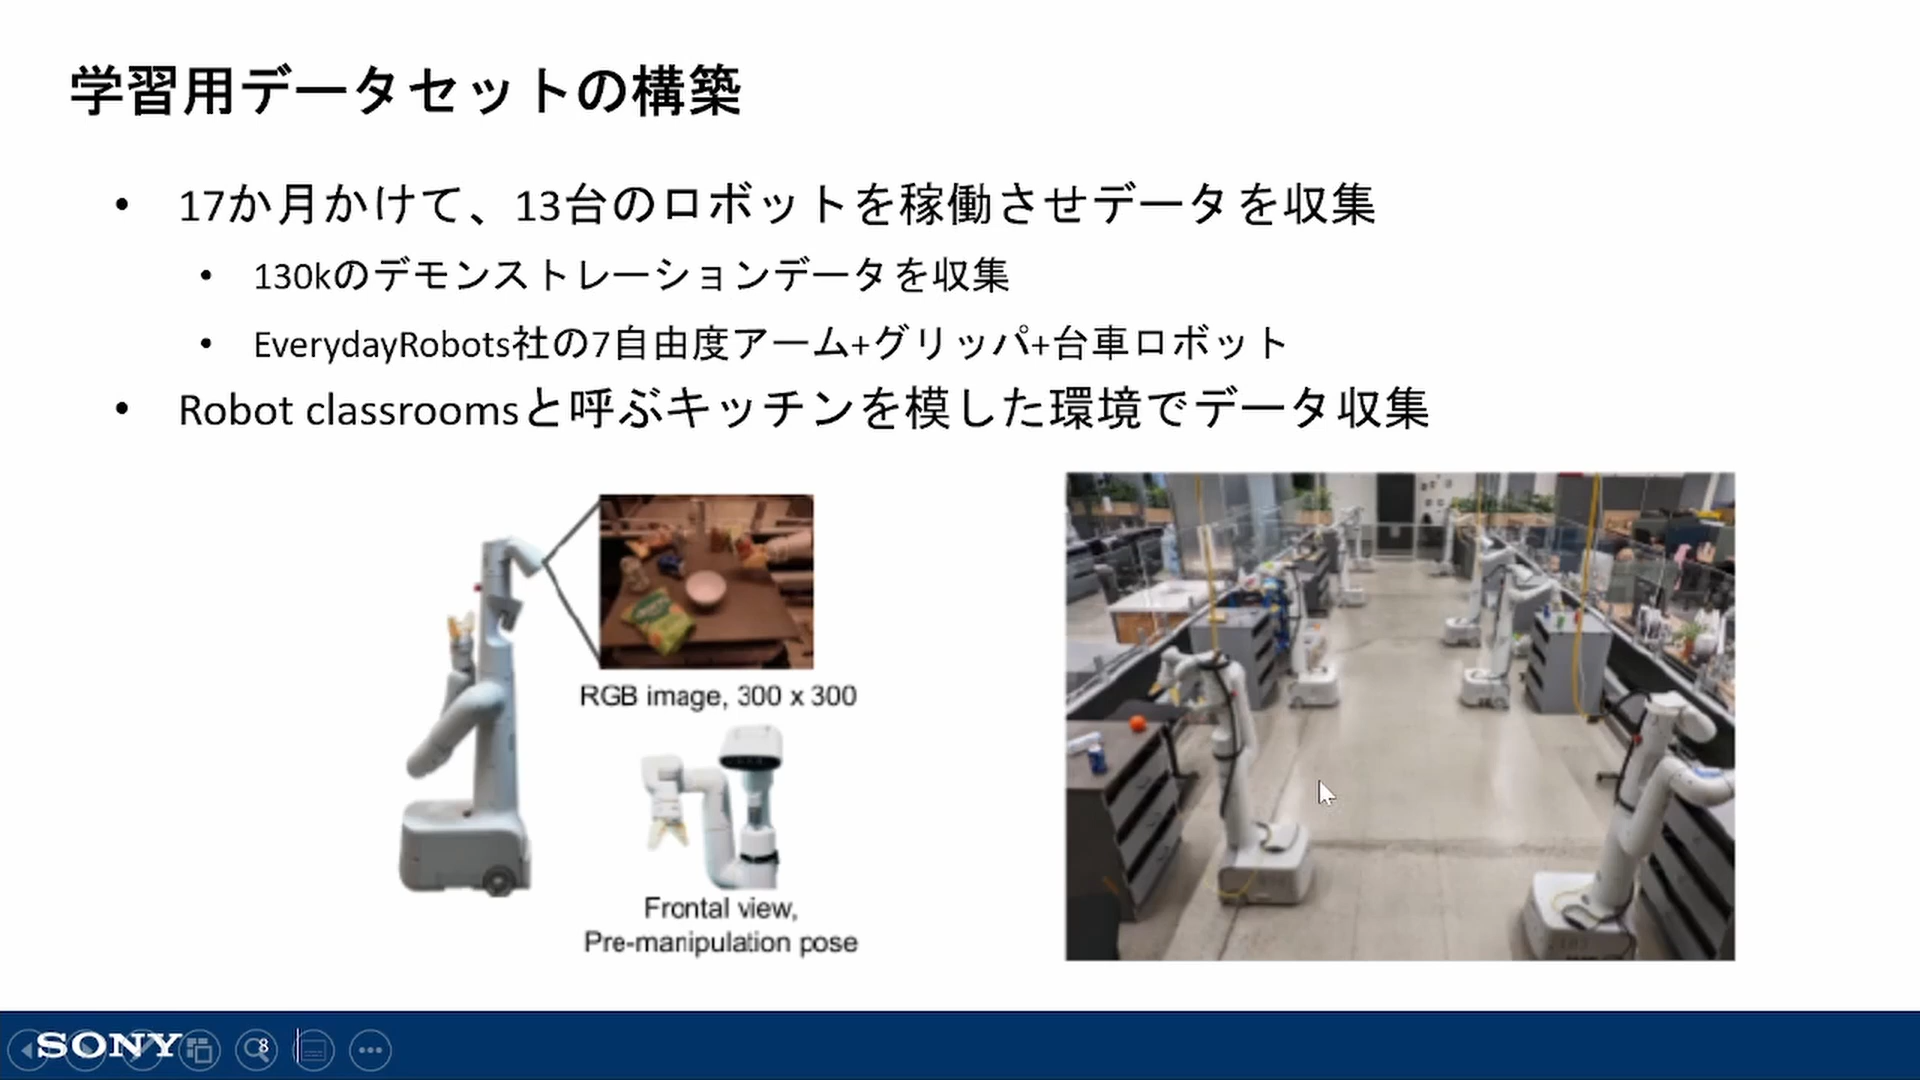 学習用データセットの構築
• 17か月かけて、13台のロボットを稼働させデータを収集
• 130kのデモンストレーションデータを収集
• EverydayRobots社の7自由度アーム+グリッパ+台車ロボット
• Robot classroomsと呼ぶキッチンを模した環境でデータ収集
RGB image, 300 x 300
Frontal view,
Pre-manipulation pose
SONY
8